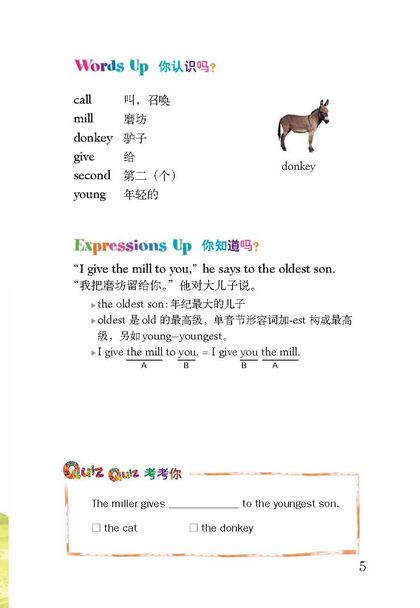 Words Up 你认识吗?
call 叫，召唤
mill 磨坊
donkey 驴子
give 给
second 第二（个）
young 年轻的
donkey
Expressions Up 你知道吗?
“I give the mill to you,” he says to the oldest son.
“我把磨坊留给你。”他对大儿子说。
▸the oldest son: 年纪最大的儿子
▸oldest 是 old 的最高级，单音节形容词加-est 构成最高
级，另如young–youngest。
▸I give the mill to you. = I give you the mill.
A B B A
Quiz Quiz 考考你
The miller gives ____________ to the youngest son.
□ the cat □ the donkey
5